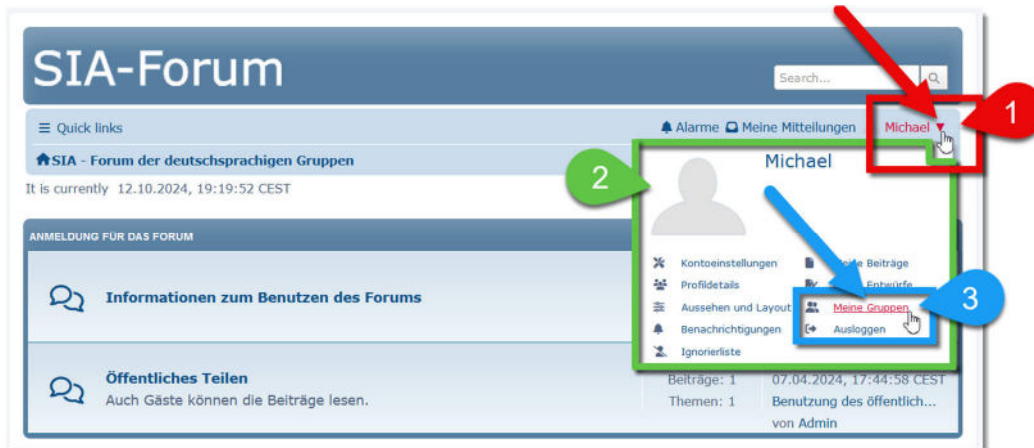 SIA-Forum
Search...
1
Quick links
Alarme Meine Mitteilungen Michael
SIA - Forum der deutschsprachigen Gruppen
Michael
2
It is currently 12.10.2024, 19:19:52 CEST
ANMELDUNG FÜR DAS FORUM
Kontoeinstellungen
Profildetails
Aussehen und Layout
Benachrichtigungen
Ignorierliste
Beiträge
Entwürfe
Meine Gruppen
Ausloggen
3
Informationen zum Benutzen des Forums
Öffentliches Teilen
Auch Gäste können die Beiträge lesen.
Beiträge: 1
Themen: 1
07.04.2024, 17:44:58 CEST
Benutzung des öffentlich...
von Admin